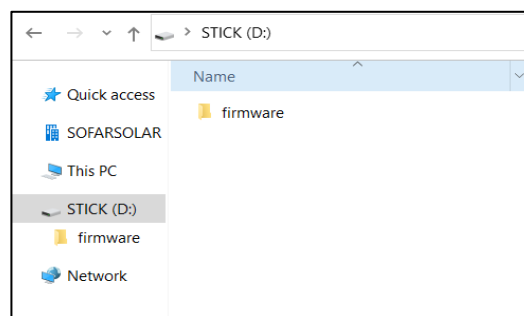 STICK (D:)
Name
Quick access
SOFARSOLAR
This PC
STICK (D:)
firmware
Network
firmware